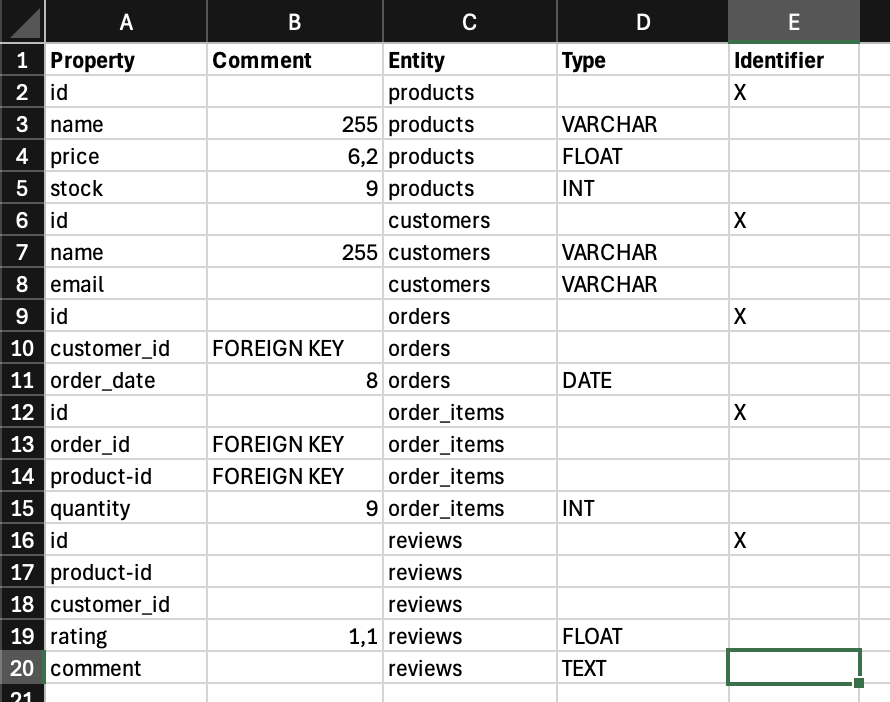 A B C D E
1 Property Comment Entity Type Identifier
2 id products X
3 name 255 products VARCHAR
4 price 6,2 products FLOAT
5 stock 9 products INT
6 id customers X
7 name 255 customers VARCHAR
8 email customers VARCHAR
9 id orders X
10 customer_id FOREIGN KEY orders
11 order_date 8 orders DATE
12 id order_items X
13 order_id FOREIGN KEY order_items
14 product-id FOREIGN KEY order_items
15 quantity 9 order_items INT
16 id reviews X
17 product-id reviews
18 customer_id reviews
19 rating 1,1 reviews FLOAT
20 comment reviews TEXT
21